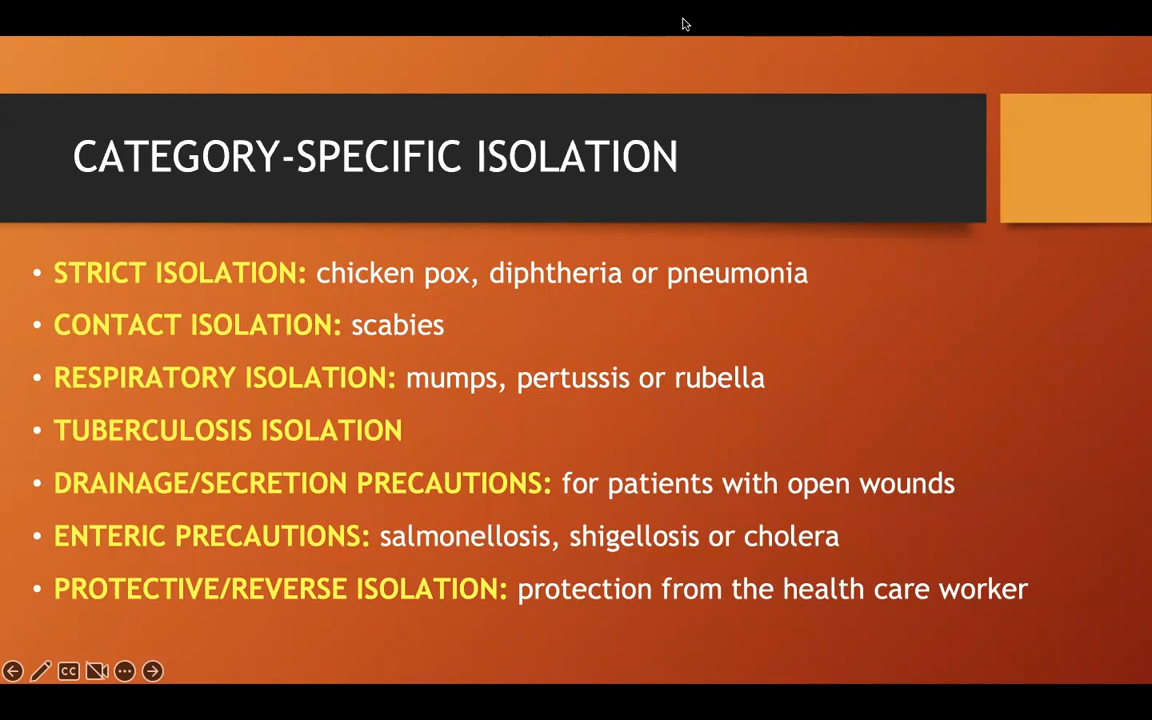 CATEGORY-SPECIFIC ISOLATION
• STRICT ISOLATION: chicken pox, diphtheria or pneumonia
• CONTACT ISOLATION: scabies
• RESPIRATORY ISOLATION: mumps, pertussis or rubella
• TUBERCULOSIS ISOLATION
• DRAINAGE/SECRETION PRECAUTIONS: for patients with open wounds
• ENTERIC PRECAUTIONS: salmonellosis, shigellosis or cholera
• PROTECTIVE/REVERSE ISOLATION: protection from the health care worker
CC